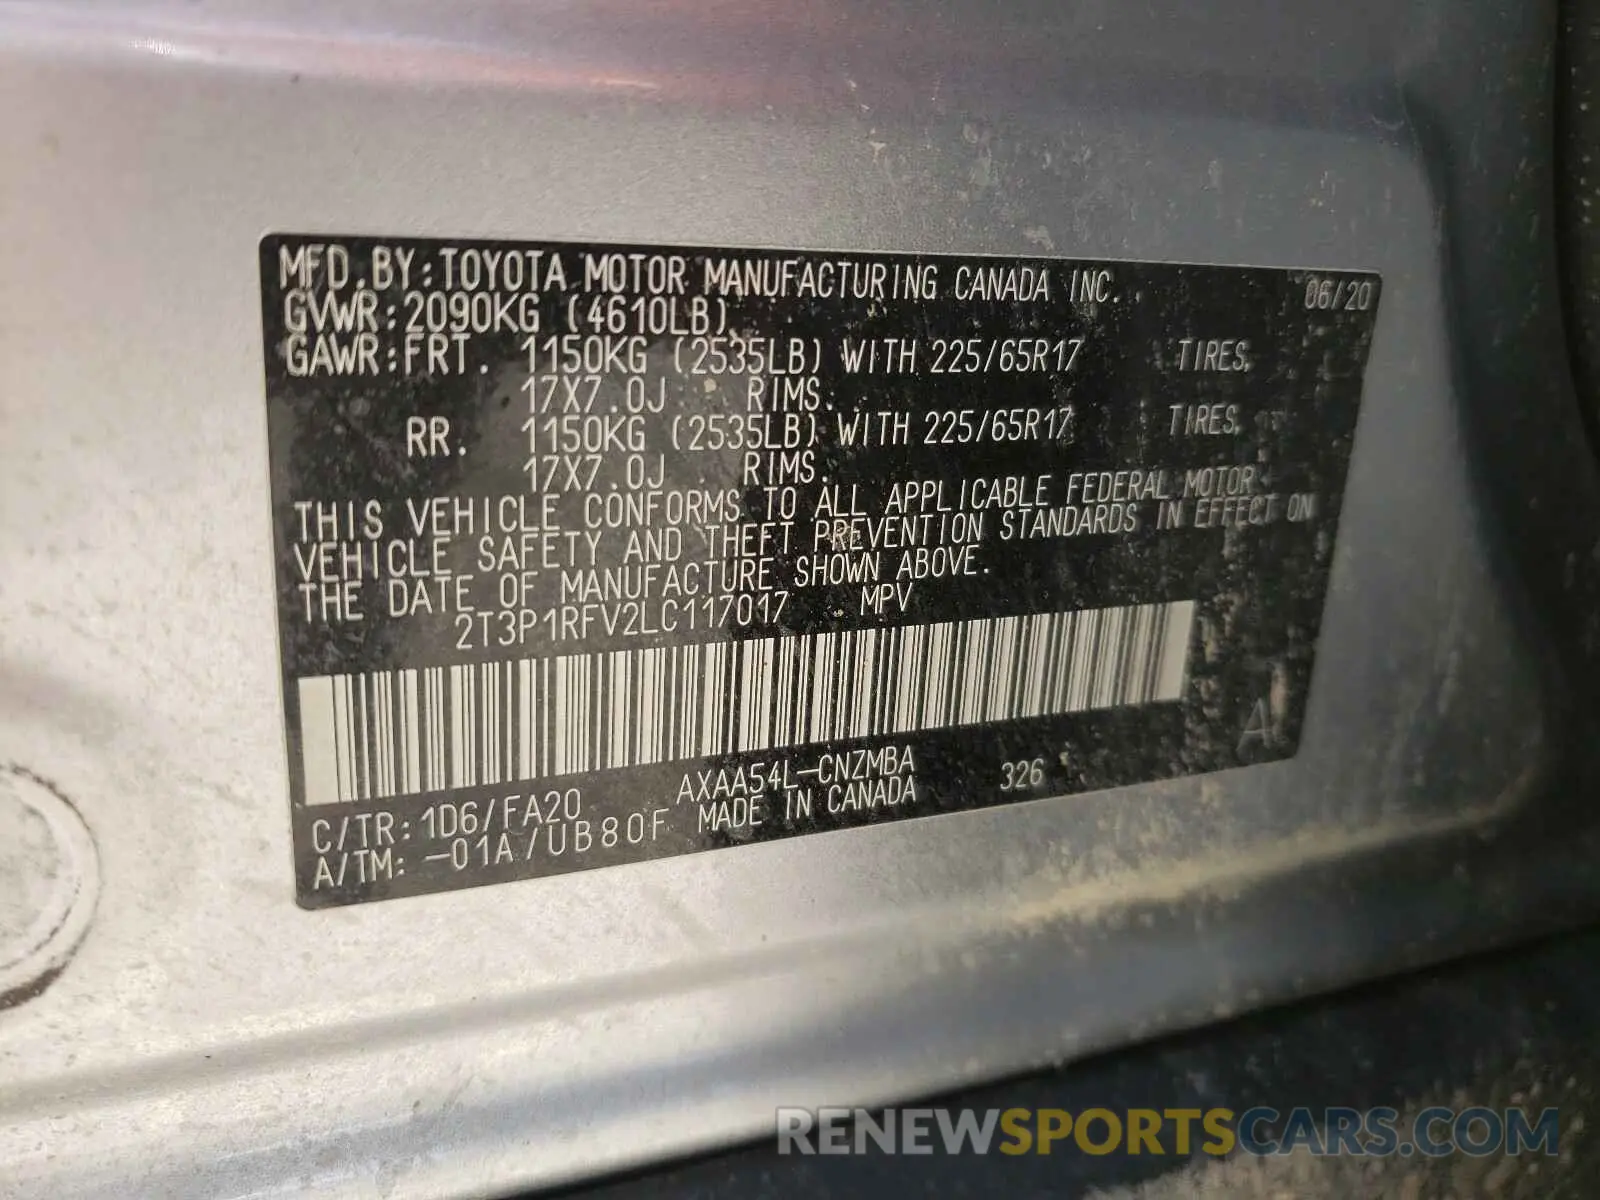 MFD.BY:TOYOTA MOTOR MANUFACTURING CANADA INC. 06/20
GVWR:2090KG (4610LB)
GAWR:FRT. 1150KG (2535LB) WITH 225/65R17 TIRES,
17X7.0J RIMS.
RR. 1150KG (2535LB) WITH 225/65R17 TIRES,
17X7.0J RIMS.
THIS VEHICLE CONFORMS TO ALL APPLICABLE FEDERAL MOTOR
VEHICLE SAFETY AND THEFT PREVENTION STANDARDS IN EFFECT ON
THE DATE OF MANUFACTURE SHOWN ABOVE.
2T3P1RFV2LC117017 MPV
A
C/TR:1D6/FA20 AXAA54L-CNZMBA 326
A/TM:-01A/UB80F MADE IN CANADA
RENEWSPORTSCARS.COM